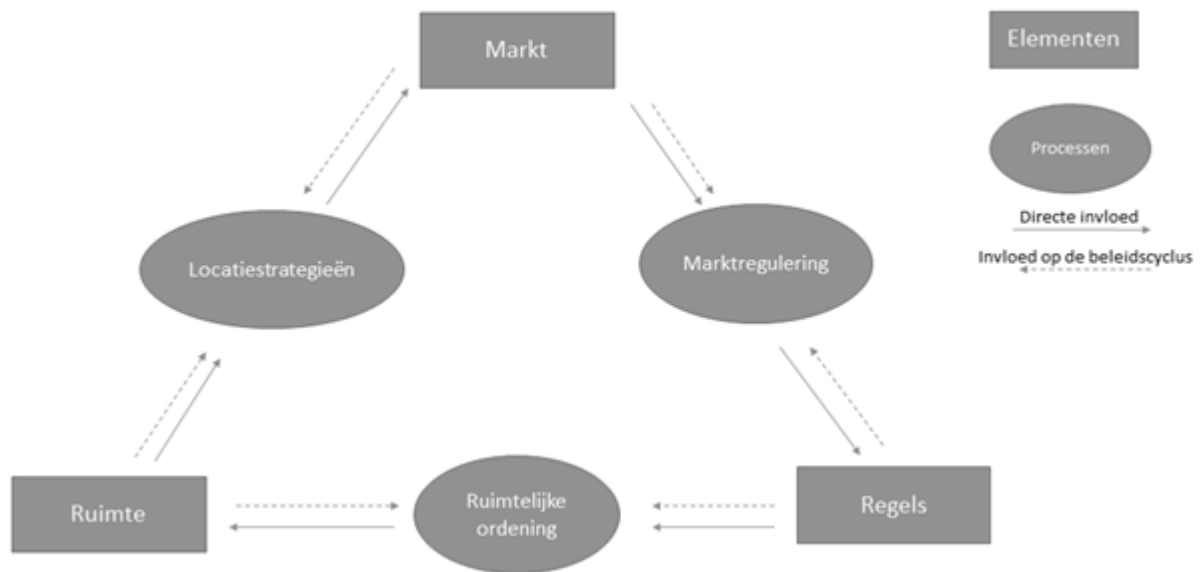 Markt
Elementen
Processen
Directe invloed
Invloed op de beleidscyclus
Locatiestrategieën
Marktregulering
Ruimte
Ruimtelijke
ordening
Regels